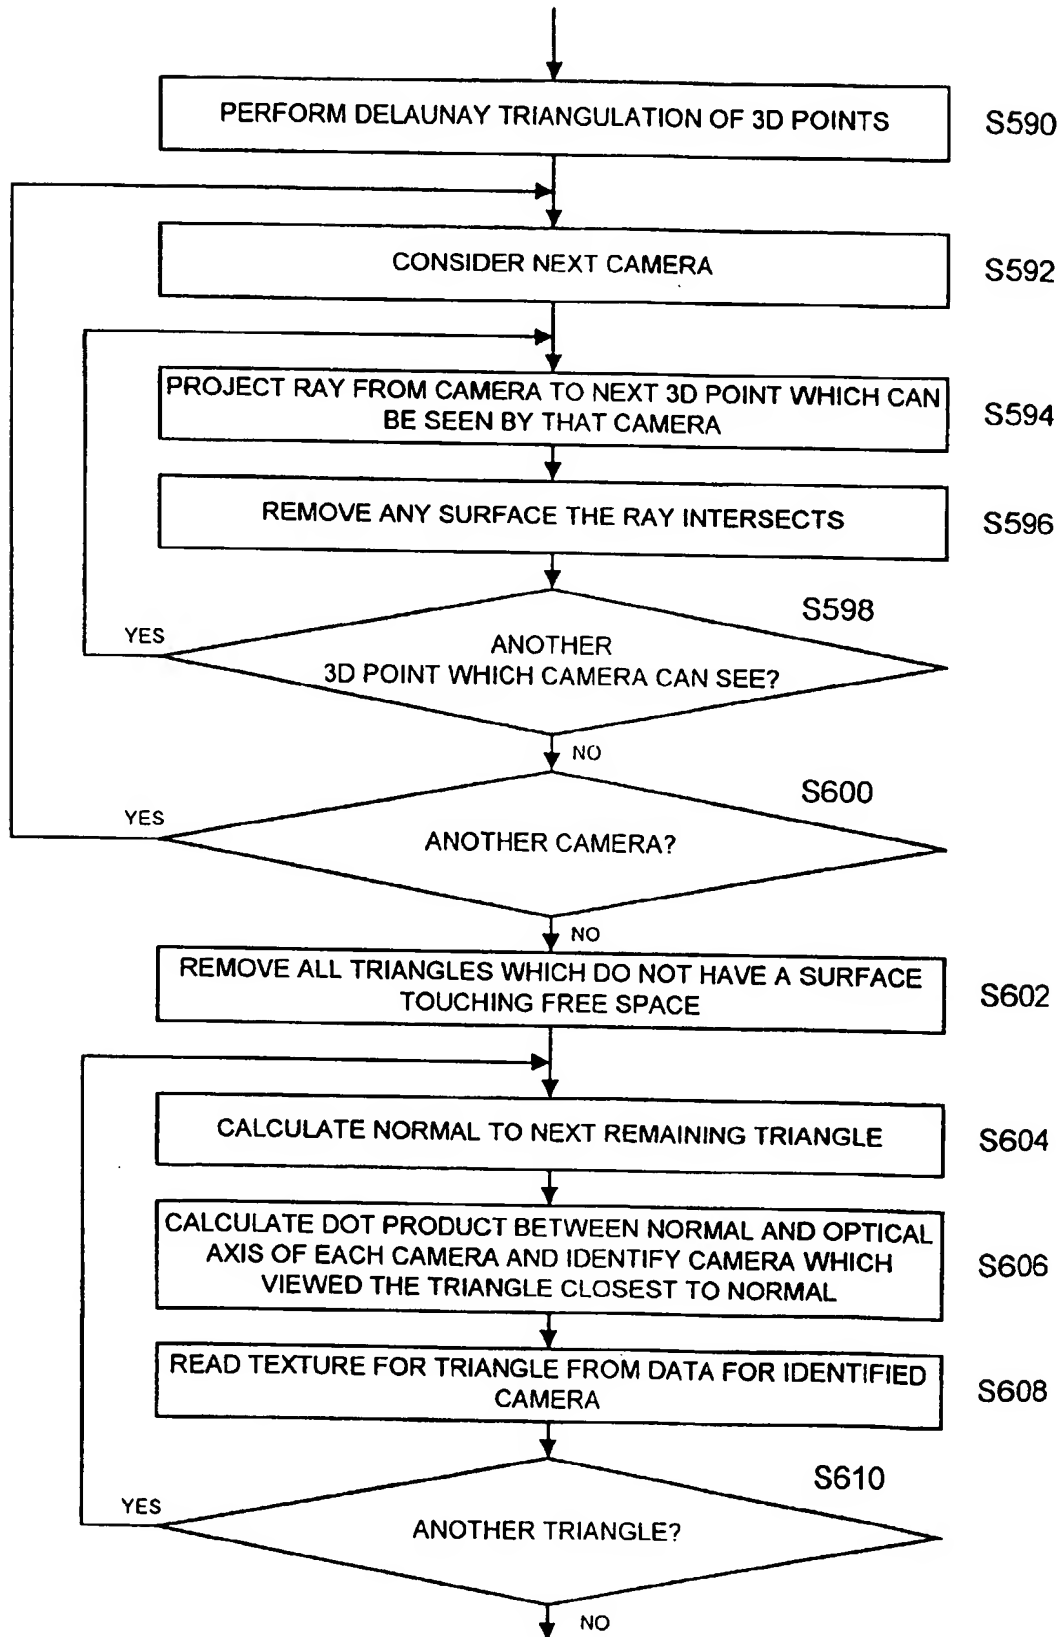 PERFORM DELAUNAY TRIANGULATION OF 3D POINTS
S590
CONSIDER NEXT CAMERA
S592
PROJECT RAY FROM CAMERA TO NEXT 3D POINT WHICH CAN
BE SEEN BY THAT CAMERA
S594
REMOVE ANY SURFACE THE RAY INTERSECTS
S596
S598
YES
ANOTHER
3D POINT WHICH CAMERA CAN SEE?
NO
S600
YES
ANOTHER CAMERA?
NO
REMOVE ALL TRIANGLES WHICH DO NOT HAVE A SURFACE
TOUCHING FREE SPACE
S602
CALCULATE NORMAL TO NEXT REMAINING TRIANGLE
S604
CALCULATE DOT PRODUCT BETWEEN NORMAL AND OPTICAL
AXIS OF EACH CAMERA AND IDENTIFY CAMERA WHICH
VIEWED THE TRIANGLE CLOSEST TO NORMAL
S606
READ TEXTURE FOR TRIANGLE FROM DATA FOR IDENTIFIED
CAMERA
S608
S610
YES
ANOTHER TRIANGLE?
NO